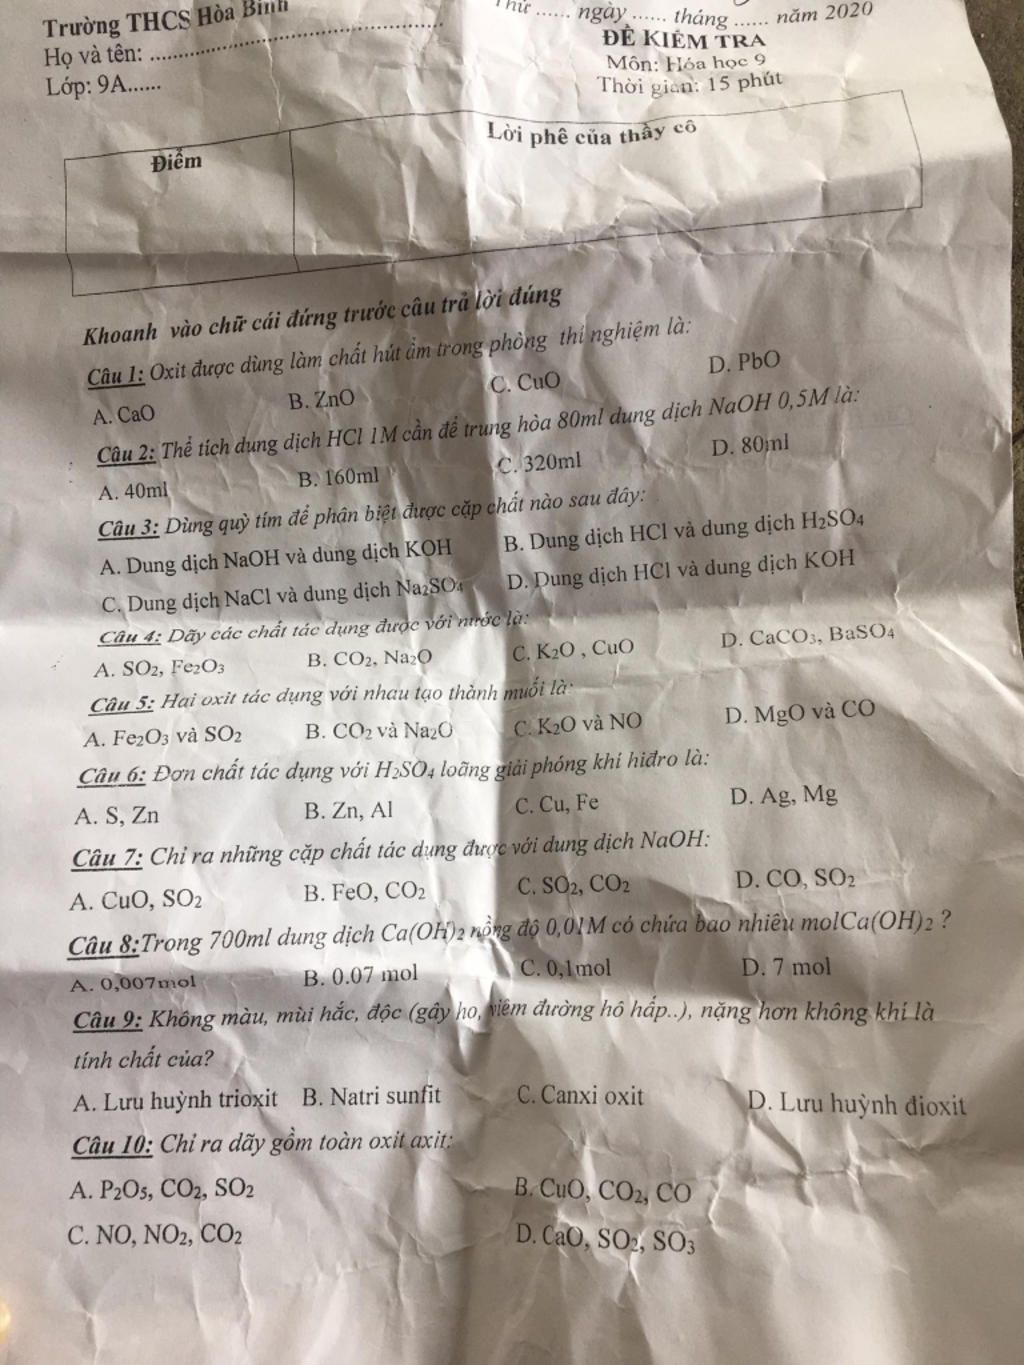 Trường THCS Hòa Bình
Thứ ...... ngày ...... tháng ...... năm 2020
Họ và tên: ........................................
ĐỀ KIỂM TRA
Môn: Hóa học 9
Lớp: 9A......
Thời gian: 15 phút
Điểm
Lời phê của thầy cô
Khoanh vào chữ cái đứng trước câu trả lời đúng
Câu 1: Oxit được dùng làm chất hút ẩm trong phòng thí nghiệm là:
A. CaO B. ZnO C. CuO D. PbO
Câu 2: Thể tích dung dịch HCl 1M cần để trung hòa 80ml dung dịch NaOH 0,5M là:
A. 40ml B. 160ml C. 320ml D. 80ml
Câu 3: Dùng quỳ tím để phân biệt được cặp chất nào sau đây:
A. Dung dịch NaOH và dung dịch KOH B. Dung dịch HCl và dung dịch H₂SO₄
C. Dung dịch NaCl và dung dịch Na₂SO₄ D. Dung dịch HCl và dung dịch KOH
Câu 4: Dãy các chất tác dụng được với nước là:
A. SO₂, Fe₂O₃ B. CO₂, Na₂O C. K₂O , CuO D. CaCO₃, BaSO₄
Câu 5: Hai oxit tác dụng với nhau tạo thành muối là:
A. Fe₂O₃ và SO₂ B. CO₂ và Na₂O C. K₂O và NO D. MgO và CO
Câu 6: Đơn chất tác dụng với H₂SO₄ loãng giải phóng khí hiđro là:
A. S, Zn B. Zn, Al C. Cu, Fe D. Ag, Mg
Câu 7: Chỉ ra những cặp chất tác dụng được với dung dịch NaOH:
A. CuO, SO₂ B. FeO, CO₂ C. SO₂, CO₂ D. CO, SO₂
Câu 8:Trong 700ml dung dịch Ca(OH)₂ nồng độ 0,01M có chứa bao nhiêu molCa(OH)₂ ?
A. 0,007mol B. 0.07 mol C. 0,1mol D. 7 mol
Câu 9: Không màu, mùi hắc, độc (gây ho, viêm đường hô hấp..), nặng hơn không khí là
tính chất của?
A. Lưu huỳnh trioxit B. Natri sunfit C. Canxi oxit D. Lưu huỳnh đioxit
Câu 10: Chỉ ra dãy gồm toàn oxit axit:
A. P₂O₅, CO₂, SO₂ B. CuO, CO₂, CO
C. NO, NO₂, CO₂ D. CaO, SO₂, SO₃